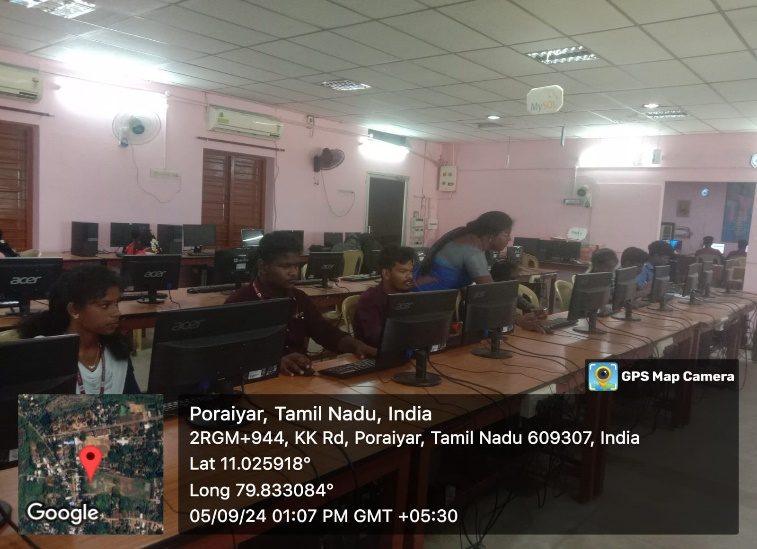 MySQL
acer
acer
acer
GPS Map Camera
Poraiyar, Tamil Nadu, India
2RGM+944, KK Rd, Poraiyar, Tamil Nadu 609307, India
Lat 11.025918°
Long 79.833084°
05/09/24 01:07 PM GMT +05:30
Google